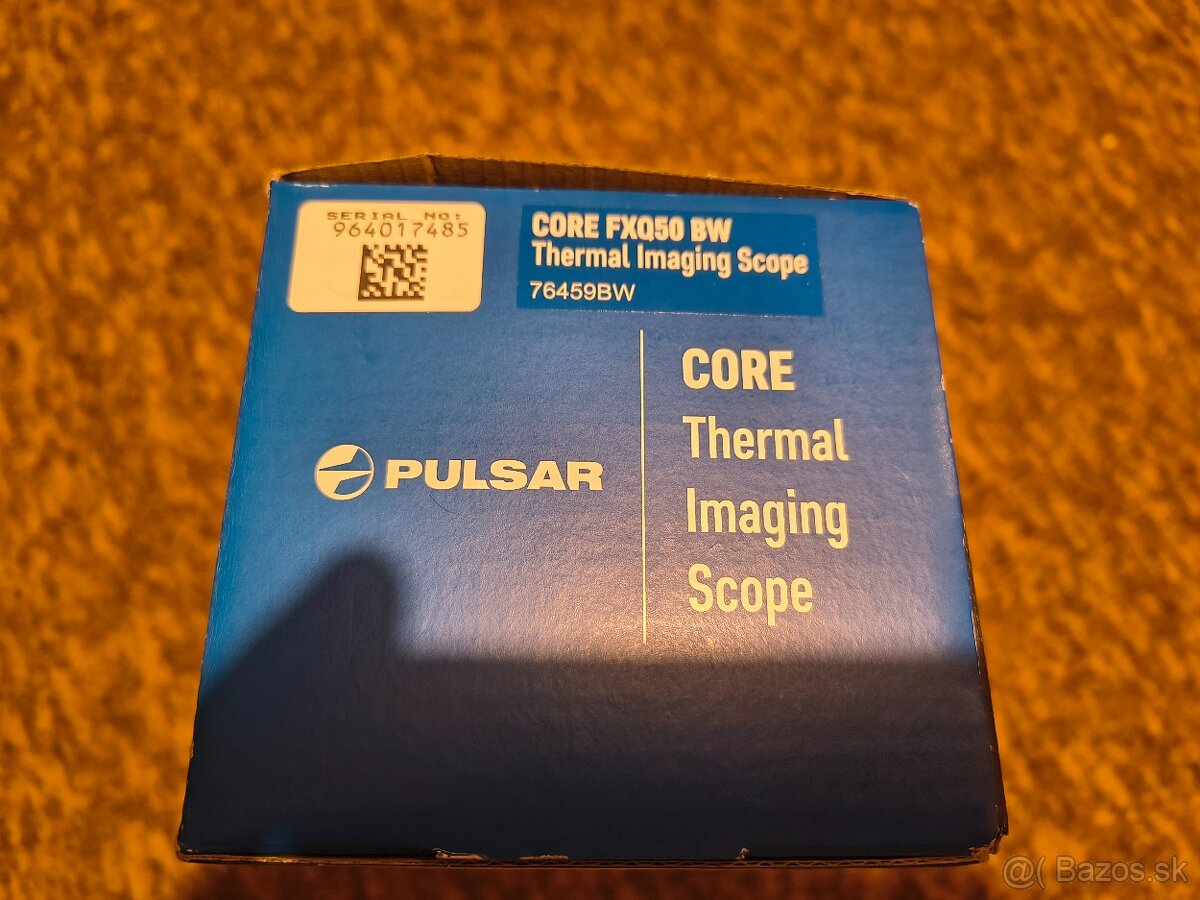 SERIAL NO:
964017485
CORE FXQ50 BW
Thermal Imaging Scope
76459BW
PULSAR
CORE
Thermal
Imaging
Scope
@( Bazos.sk